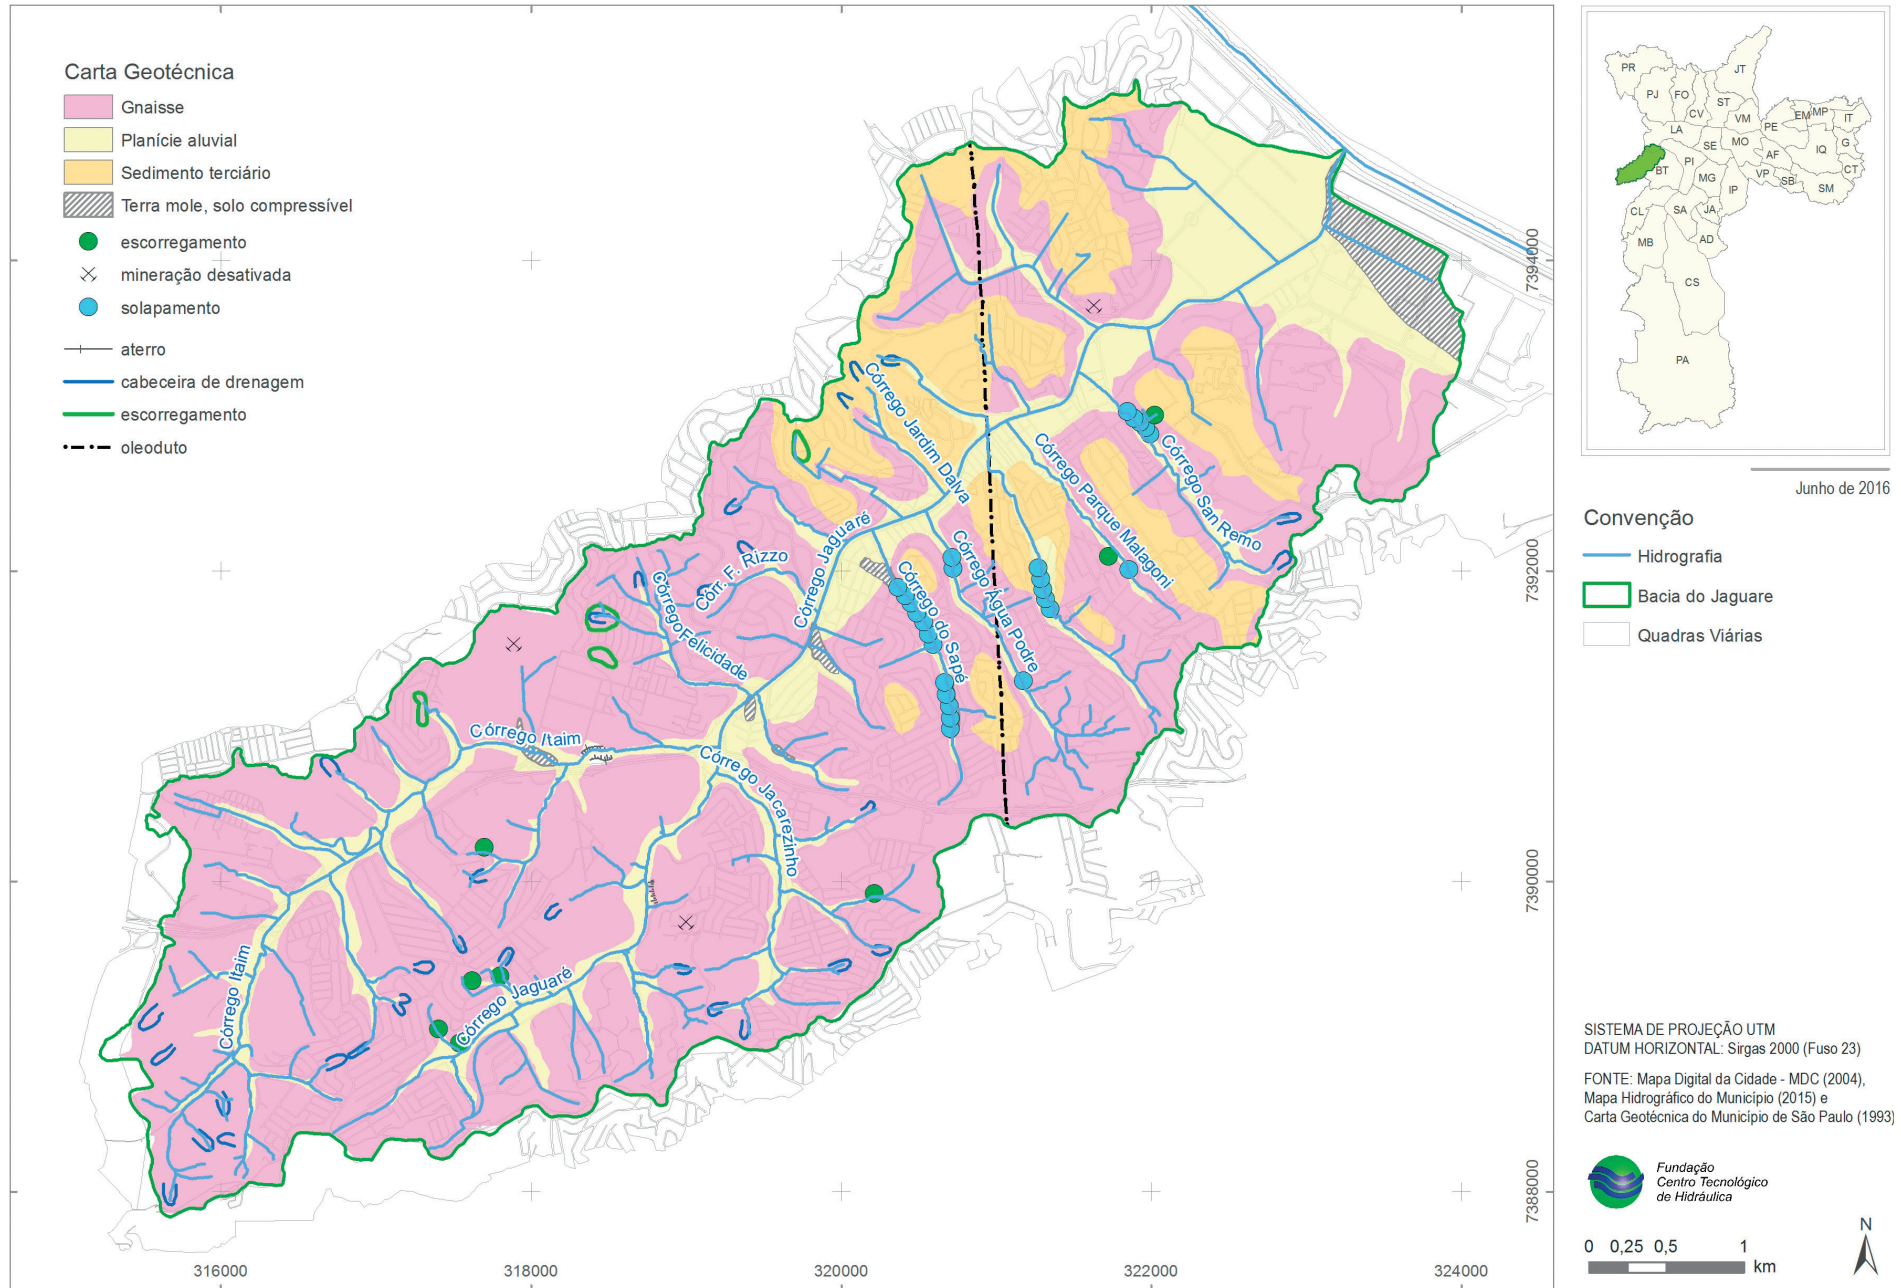 Carta Geotécnica
Gnaisse
Planície aluvial
Sedimento terciário
Terra mole, solo compressível
escorregamento
mineração desativada
solapamento
aterro
cabeceira de drenagem
escorregamento
oleoduto
Córrego Jardim Dalva
Córrego Parque Malagoni
Córrego San Remo
Córrego Jaguaré
Córr. F. Rizzo
Córrego Água Podre
Córrego do Sapé
Córrego Felicidade
Córrego Itaim
Córrego Jacarezinho
Córrego Itaim
Córrego Jaguaré
7394000
7392000
7390000
7388000
316000
318000
320000
322000
324000
PR
JT
PJ
FO
ST
CV
VM
EM
MP
IT
LA
PE
SE
MO
G
IQ
AF
BT
PI
CT
MG
VP
SB
IP
SM
CL
SA
JA
MB
AD
CS
PA
Junho de 2016
Convenção
Hidrografia
Bacia do Jaguare
Quadras Viárias
SISTEMA DE PROJEÇÃO UTM
DATUM HORIZONTAL: Sirgas 2000 (Fuso 23)
FONTE: Mapa Digital da Cidade - MDC (2004),
Mapa Hidrográfico do Município (2015) e
Carta Geotécnica do Município de São Paulo (1993)
Fundação
Centro Tecnológico
de Hidráulica
N
0 0,25 0,5 1
km